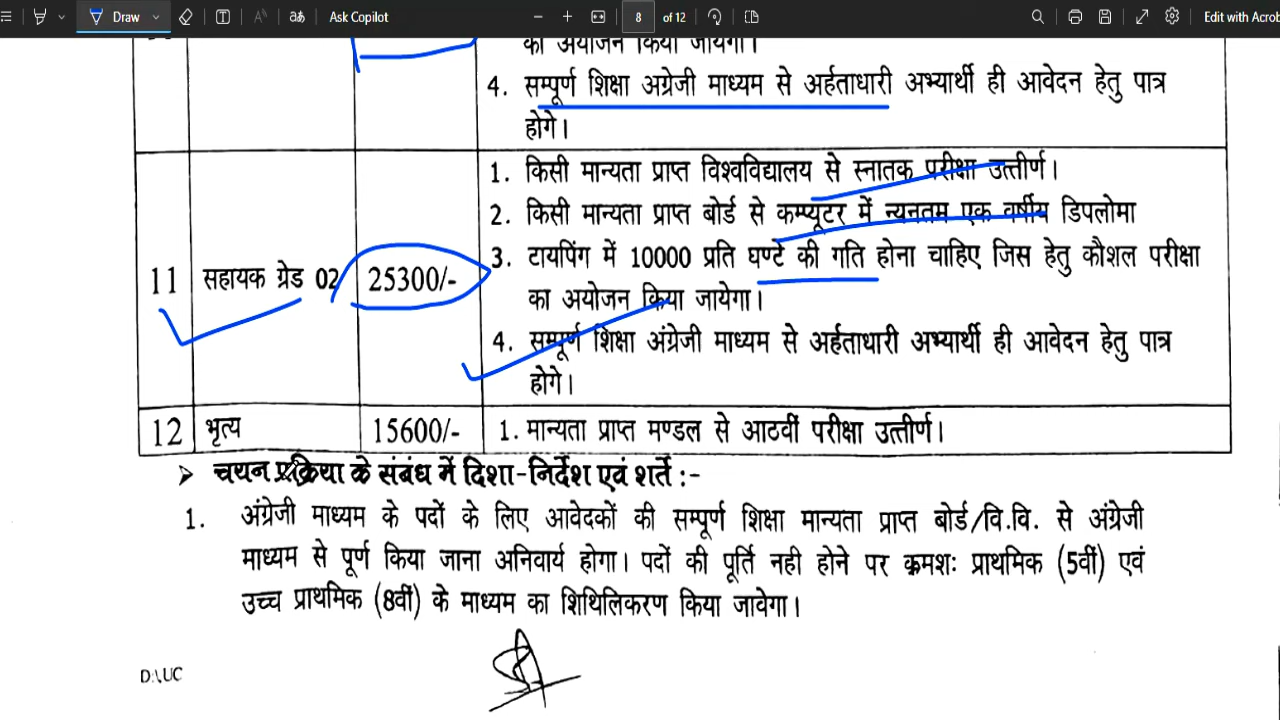 Draw
Ask Copilot
8 of 12
Edit with Acrob
का अयोजन किया जायेगा।
4. सम्पूर्ण शिक्षा अंग्रेजी माध्यम से अर्हताधारी अभ्यार्थी ही आवेदन हेतु पात्र
होगे।
1. किसी मान्यता प्राप्त विश्वविद्यालय से स्नातक परीक्षा उत्तीर्ण।
2. किसी मान्यता प्राप्त बोर्ड से कम्प्यूटर में न्यनतम एक वर्षीय डिपलोमा
11 सहायक ग्रेड 02 25300/- 3. टायपिंग में 10000 प्रति घण्टे की गति होना चाहिए जिस हेतु कौशल परीक्षा
का अयोजन किया जायेगा।
4. सम्पूर्ण शिक्षा अंग्रेजी माध्यम से अर्हताधारी अभ्यार्थी ही आवेदन हेतु पात्र
होगे।
12 भृत्य 15600/- 1. मान्यता प्राप्त मण्डल से आठवीं परीक्षा उत्तीर्ण।
➤ चयन प्रक्रिया के संबंध में दिशा-निर्देश एवं शर्ते :-
1. अंग्रेजी माध्यम के पदों के लिए आवेदकों की सम्पूर्ण शिक्षा मान्यता प्राप्त बोर्ड/वि.वि. से अंग्रेजी
माध्यम से पूर्ण किया जाना अनिवार्य होगा। पदों की पूर्ति नही होने पर क्रमशः प्राथमिक (5वीं) एवं
उच्च प्राथमिक (8वीं) के माध्यम का शिथिलिकरण किया जावेगा।
D:\UC